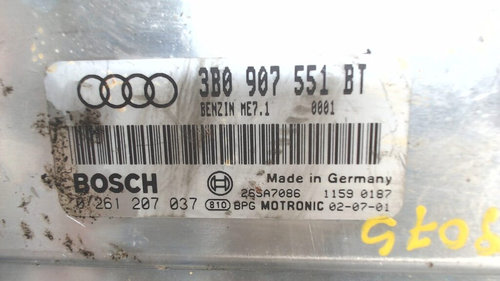 3B0 907 551 BT
BENZIN ME7.1 0001
BOSCH Made in Germany
26SA7086 1159 0187
0 261 207 037 810 BPG MOTRONIC 02-07-01